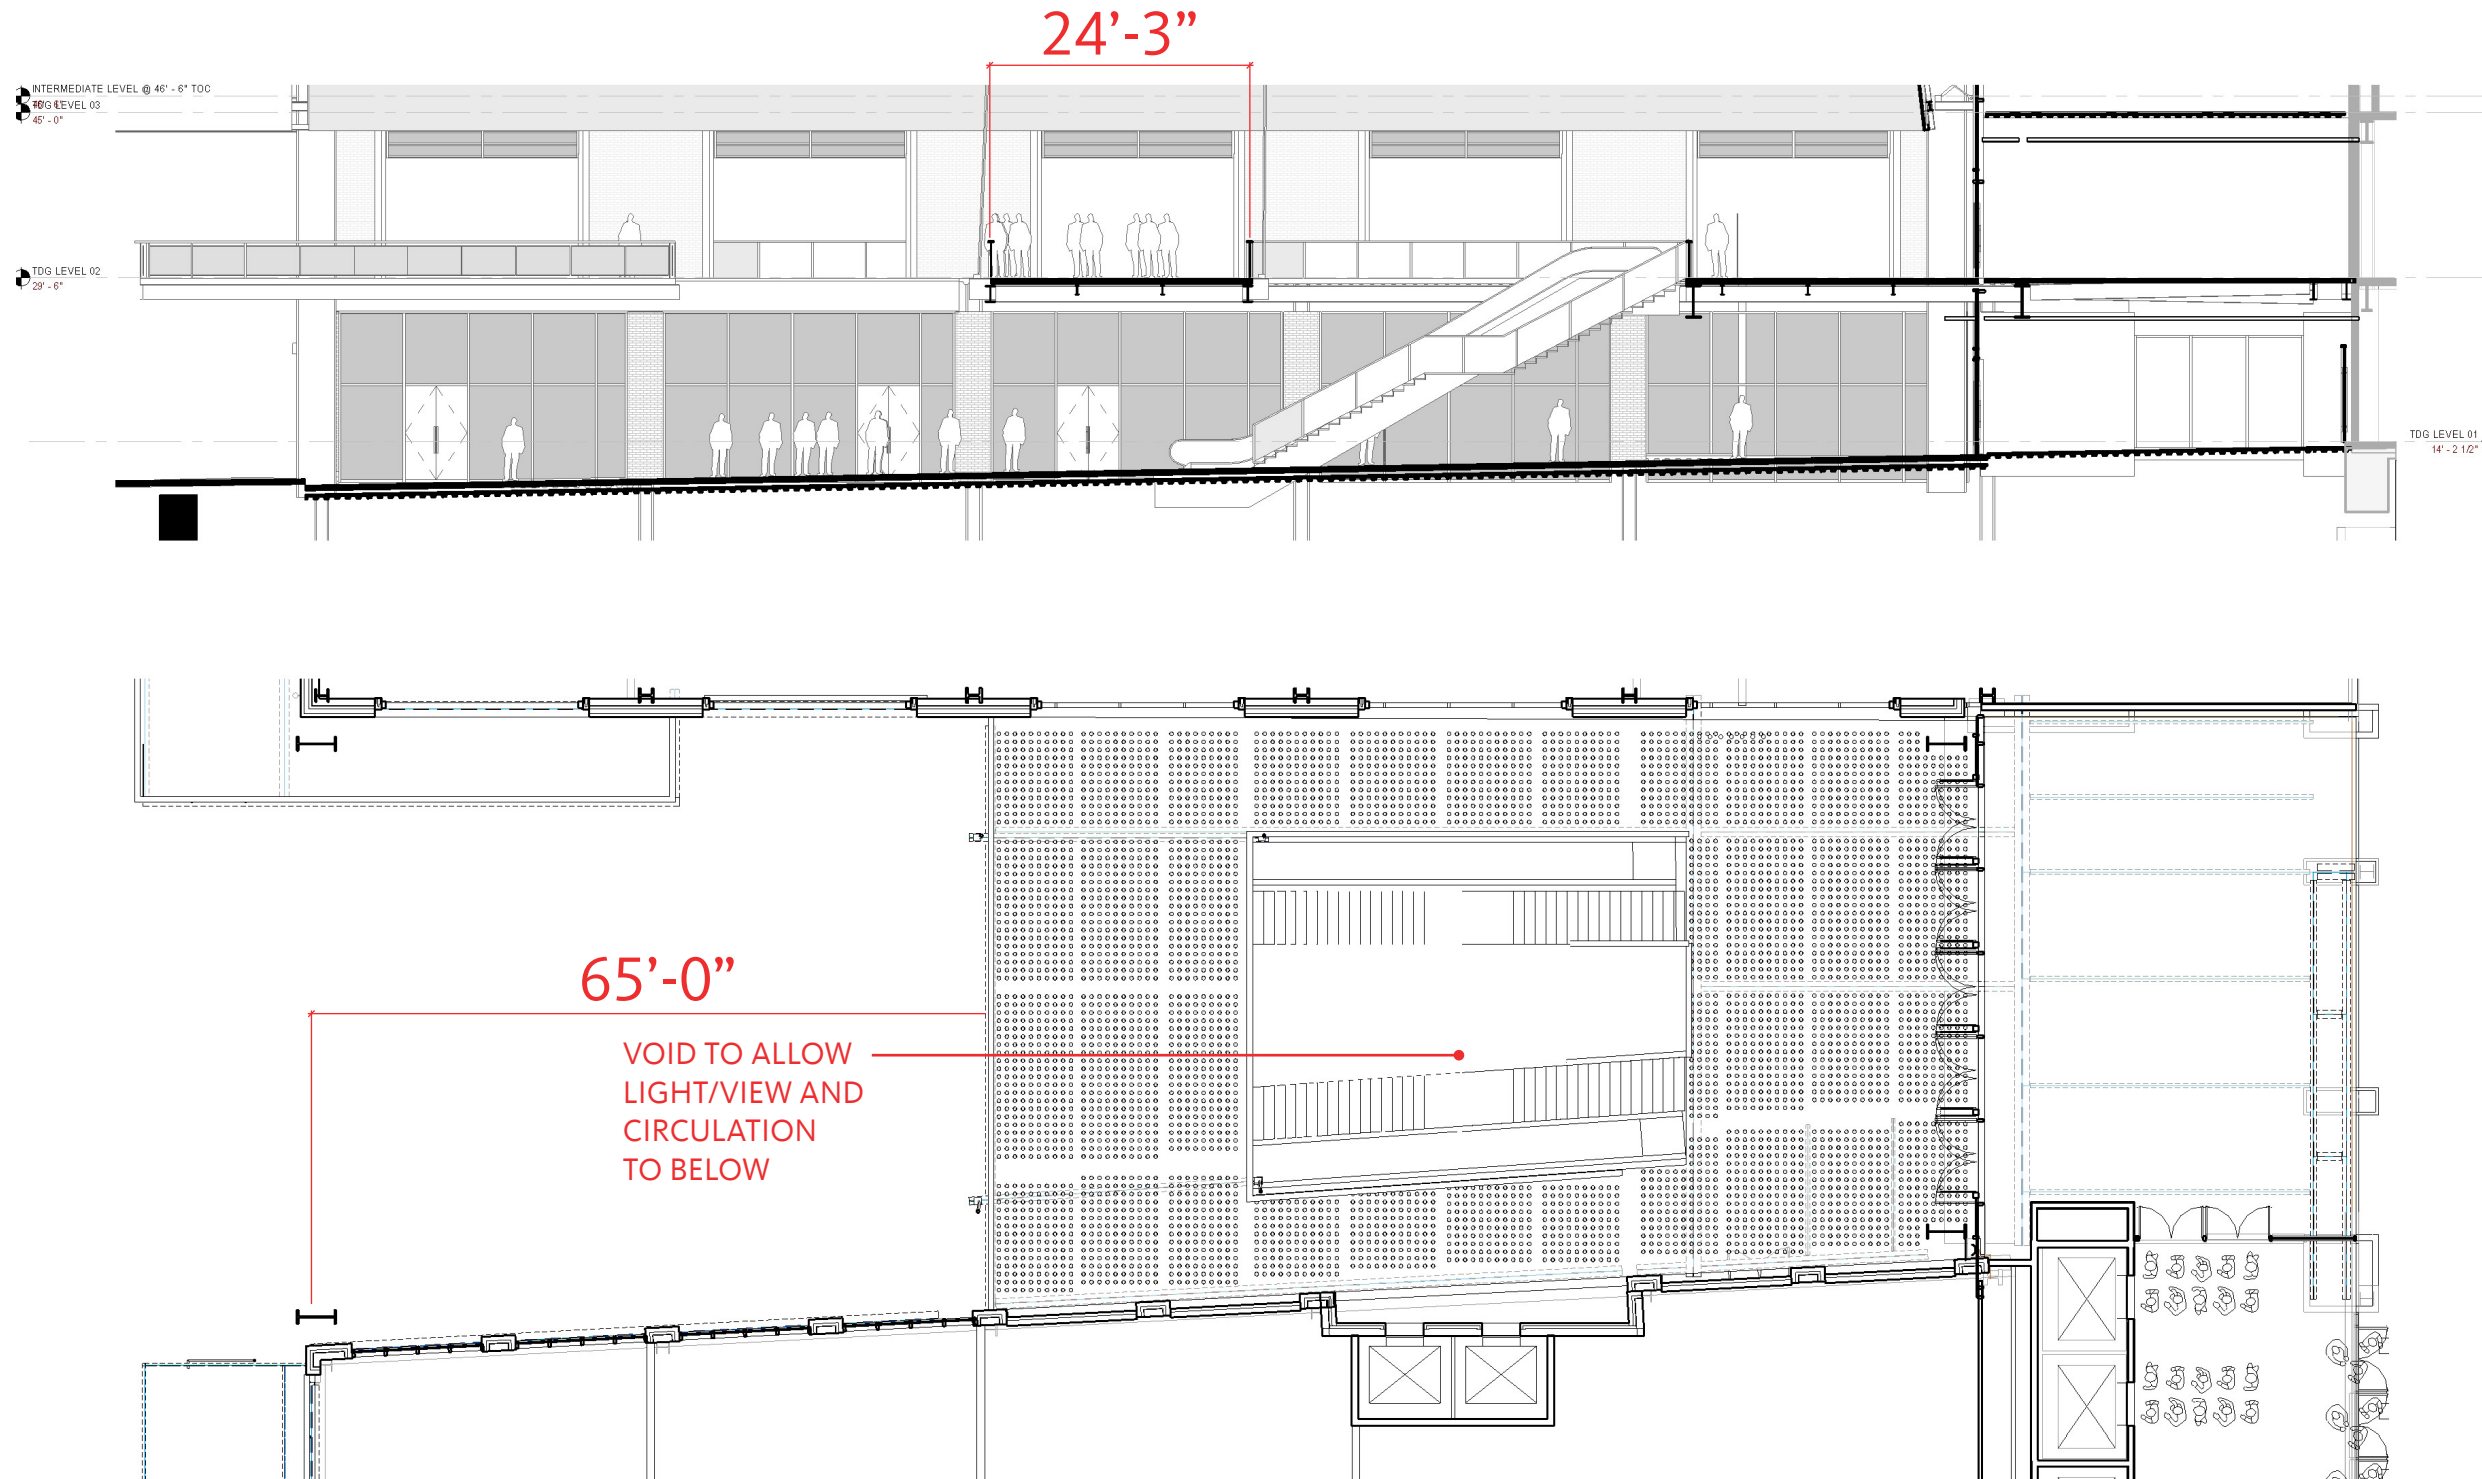 24’-3”
INTERMEDIATE LEVEL @ 46' - 6" TOC
TDG LEVEL 03
45' - 0"
TDG LEVEL 02
29' - 6"
TDG LEVEL 01
14' - 2 1/2"
65’-0”
VOID TO ALLOW
LIGHT/VIEW AND
CIRCULATION
TO BELOW